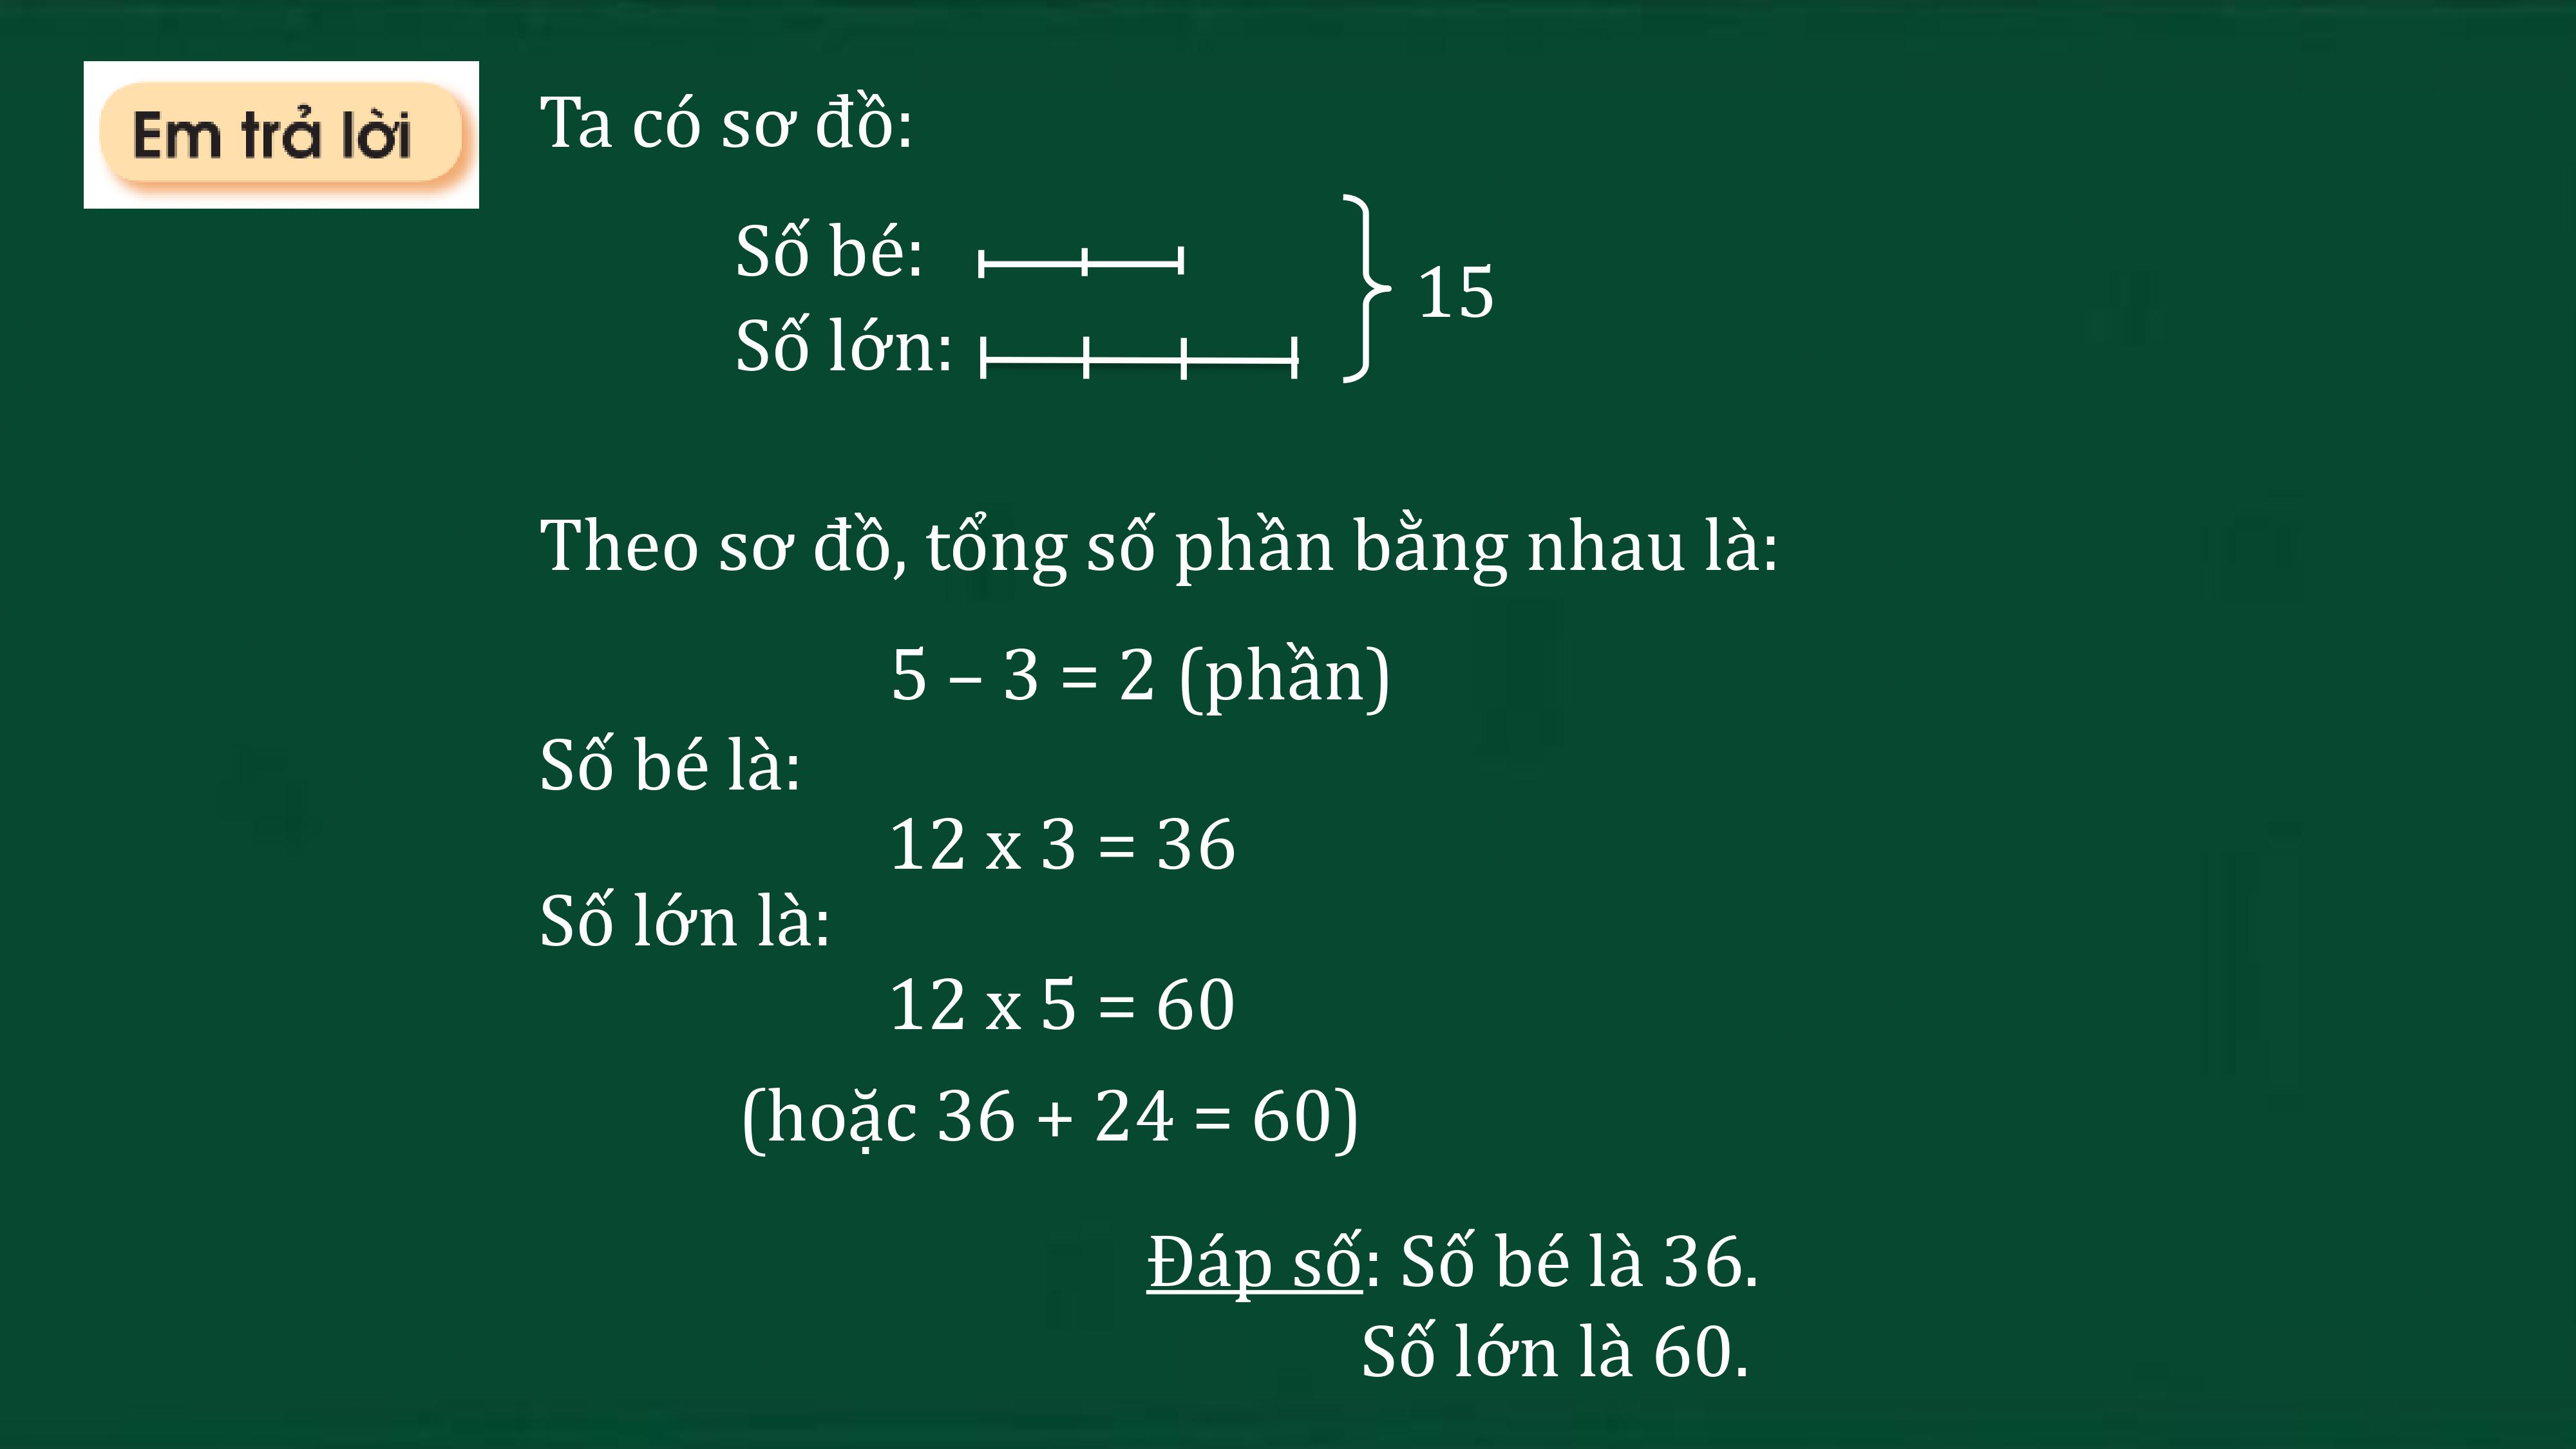 Em trả lời
Ta có sơ đồ:
Số bé:
15
Số lớn:
Theo sơ đồ, tổng số phần bằng nhau là:
5 – 3 = 2 (phần)
Số bé là:
12 x 3 = 36
Số lớn là:
12 x 5 = 60
(hoặc 36 + 24 = 60)
Đáp số: Số bé là 36.
Số lớn là 60.